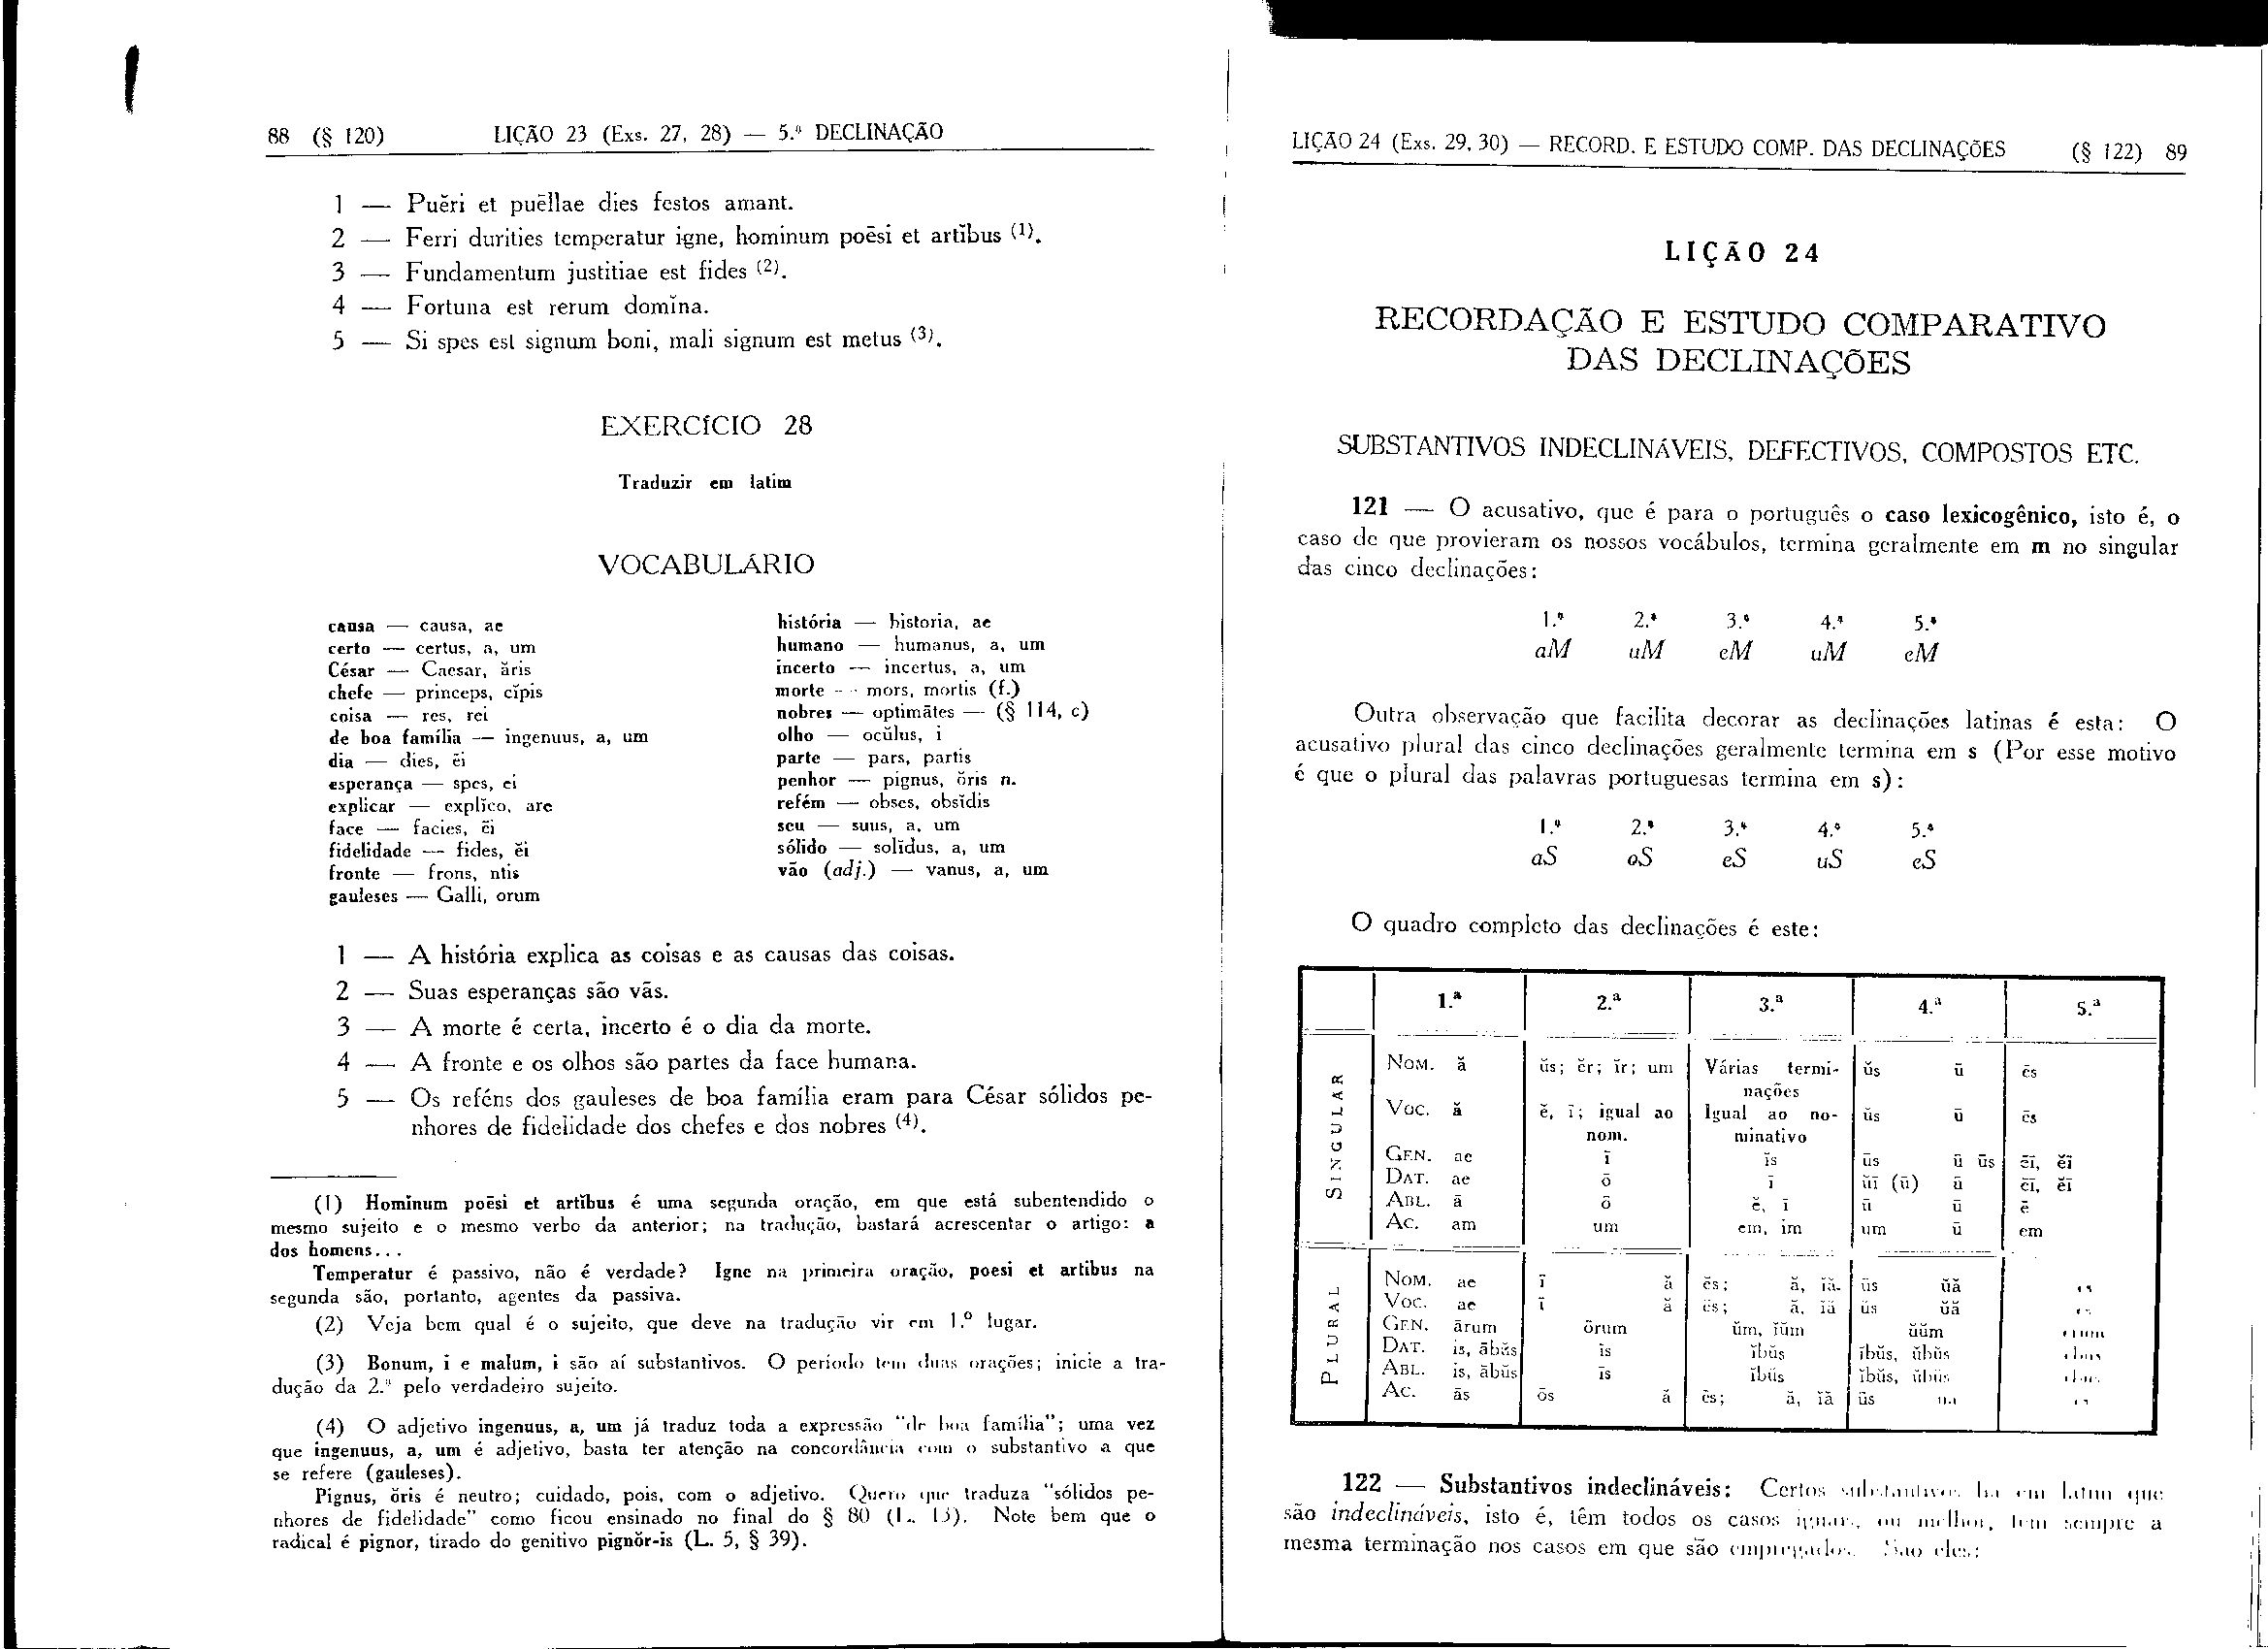 88 (§ 120) LIÇÃO 23 (Exs. 27, 28) — 5.ª DECLINAÇÃO
1 — Puĕri et puēllae dies festos amant.
2 — Ferri durities temperatur igne, hominum poēsi et artĭbus (1).
3 — Fundamentum justitiae est fides (2).
4 — Fortuna est rerum domĭna.
5 — Si spes est signum boni, mali signum est metus (3).
EXERCÍCIO 28
Traduzir em latim
VOCABULÁRIO
causa — causa, ae
certo — certus, a, um
César — Caesar, ăris
chefe — princeps, cĭpis
coisa — res, rei
de boa família — ingenuus, a, um
dia — dies, ēi
esperança — spes, ei
explicar — explĭco, are
face — facies, ēi
fidelidade — fides, ĕi
fronte — frons, ntis
gauleses — Galli, orum
história — historia, ae
humano — humanus, a, um
incerto — incertus, a, um
morte — mors, mortis (f.)
nobres — optimātes — (§ 114, c)
olho — ocŭlus, i
parte — pars, partis
penhor — pignus, ŏris n.
refém — obses, obsĭdis
seu — suus, a, um
sólido — solĭdus, a, um
vão (adj.) — vanus, a, um
1 — A história explica as coisas e as causas das coisas.
2 — Suas esperanças são vãs.
3 — A morte é certa, incerto é o dia da morte.
4 — A fronte e os olhos são partes da face humana.
5 — Os reféns dos gauleses de boa família eram para César sólidos pe-
nhores de fidelidade dos chefes e dos nobres (4).
(1) Hominum poēsi et artĭbus é uma segunda oração, em que está subentendido o
mesmo sujeito e o mesmo verbo da anterior; na tradução, bastará acrescentar o artigo: a
dos homens...
Temperatur é passivo, não é verdade? Igne na primeira oração, poesi et artibus na
segunda são, portanto, agentes da passiva.
(2) Veja bem qual é o sujeito, que deve na tradução vir em 1.º lugar.
(3) Bonum, i e malum, i são aí substantivos. O período tem duas orações; inicie a tra-
dução da 2.ª pelo verdadeiro sujeito.
(4) O adjetivo ingenuus, a, um já traduz toda a expressão "de boa família"; uma vez
que ingenuus, a, um é adjetivo, basta ter atenção na concordância com o substantivo a que
se refere (gauleses).
Pignus, ŏris é neutro; cuidado, pois, com o adjetivo. Quero que traduza "sólidos pe-
nhores de fidelidade" como ficou ensinado no final do § 80 (L. 13). Note bem que o
radical é pignor, tirado do genitivo pignŏr-is (L. 5, § 39).
LIÇÃO 24 (Exs. 29, 30) — RECORD. E ESTUDO COMP. DAS DECLINAÇÕES (§ 122) 89
LIÇÃO 24
RECORDAÇÃO E ESTUDO COMPARATIVO
DAS DECLINAÇÕES
SUBSTANTIVOS INDECLINÁVEIS, DEFECTIVOS, COMPOSTOS ETC.
121 — O acusativo, que é para o português o caso lexicogênico, isto é, o
caso de que provieram os nossos vocábulos, termina geralmente em m no singular
das cinco declinações:
1.ª 2.ª 3.ª 4.ª 5.ª
aM uM eM uM eM
Outra observação que facilita decorar as declinações latinas é esta: O
acusativo plural das cinco declinações geralmente termina em s (Por esse motivo
é que o plural das palavras portuguesas termina em s):
1.ª 2.ª 3.ª 4.ª 5.ª
aS oS eS uS eS
O quadro completo das declinações é este:
1.ª 2.ª 3.ª 4.ª 5.ª
SINGULAR
NOM. ă ŭs; ĕr; ĭr; um Várias termi- ŭs ū ēs
nações
VOC. ă ĕ, ī; igual ao Igual ao no- ŭs ū ēs
nom. minativo
GEN. ae ī ĭs ūs ū ūs ēī, ĕī
DAT. ae ō ī ŭī (ū) ū ēī, ĕī
ABL. ā ō ĕ, ī ū ū ē
AC. am um em, im um ū em
PLURAL
NOM. ae ī ă ēs; ă, ĭă ūs ŭă
VOC. ae ī ă ēs; ă, ĭă ūs ŭă
GEN. ārum ōrum ŭm, ĭŭm ŭŭm
DAT. is, ābŭs īs ĭbŭs ĭbŭs, ŭbŭs
ABL. is, ābŭs īs ĭbŭs ĭbŭs, ŭbŭs
AC. ās ōs ă ēs; ă, ĭă ūs
122 — Substantivos indeclináveis: Certos substantivos há em latim que
são indeclináveis, isto é, têm todos os casos iguais, ou melhor, tem sempre a
mesma terminação nos casos em que são empregados. São eles: